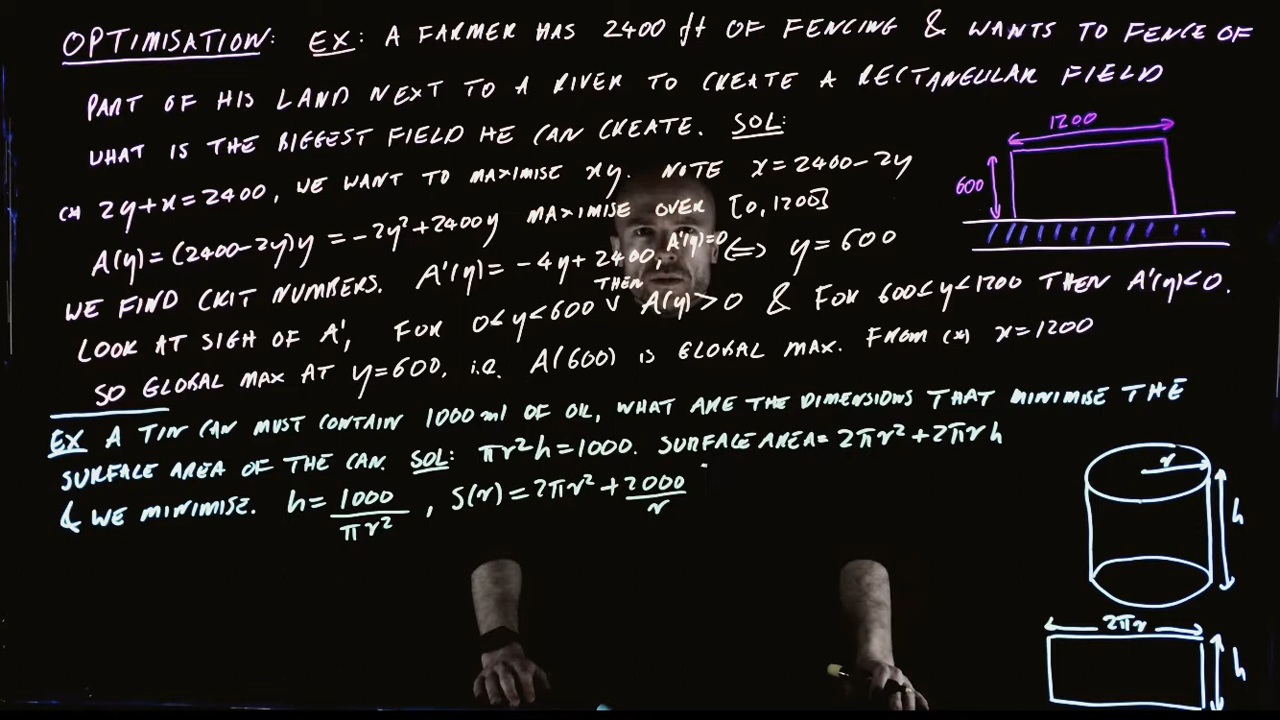 OPTIMISATION: EX: A FARMER HAS 2400 ft OF FENCING & WANTS TO FENCE OF
PART OF HIS LAND NEXT TO A RIVER TO CREATE A RECTANGULAR FIELD
WHAT IS THE BIGGEST FIELD HE CAN CREATE. SOL:
(*) 2y+x=2400, WE WANT TO MAXIMISE xy. NOTE x=2400-2y
A(y)=(2400-2y)y=-2y²+2400y MAXIMISE OVER [0,1200]
WE FIND CRIT NUMBERS. A'(y)=-4y+2400, A'(y)=0 <=> y=600
LOOK AT SIGN OF A', FOR 0<y<600 THEN A(y)>0 & FOR 600<y<1200 THEN A'(y)<0.
SO GLOBAL MAX AT y=600, i.e. A(600) IS GLOBAL MAX. FROM (*) x=1200
1200
600
EX A TIN CAN MUST CONTAIN 1000 ml OF OIL, WHAT ARE THE DIMENSIONS THAT MINIMISE THE
SURFACE AREA OF THE CAN. SOL: πr²h=1000. SURFACE AREA=2πr²+2πrh
& WE MINIMISE. h=1000/πr², S(r)=2πr²+2000/r
r
h
2πr
h